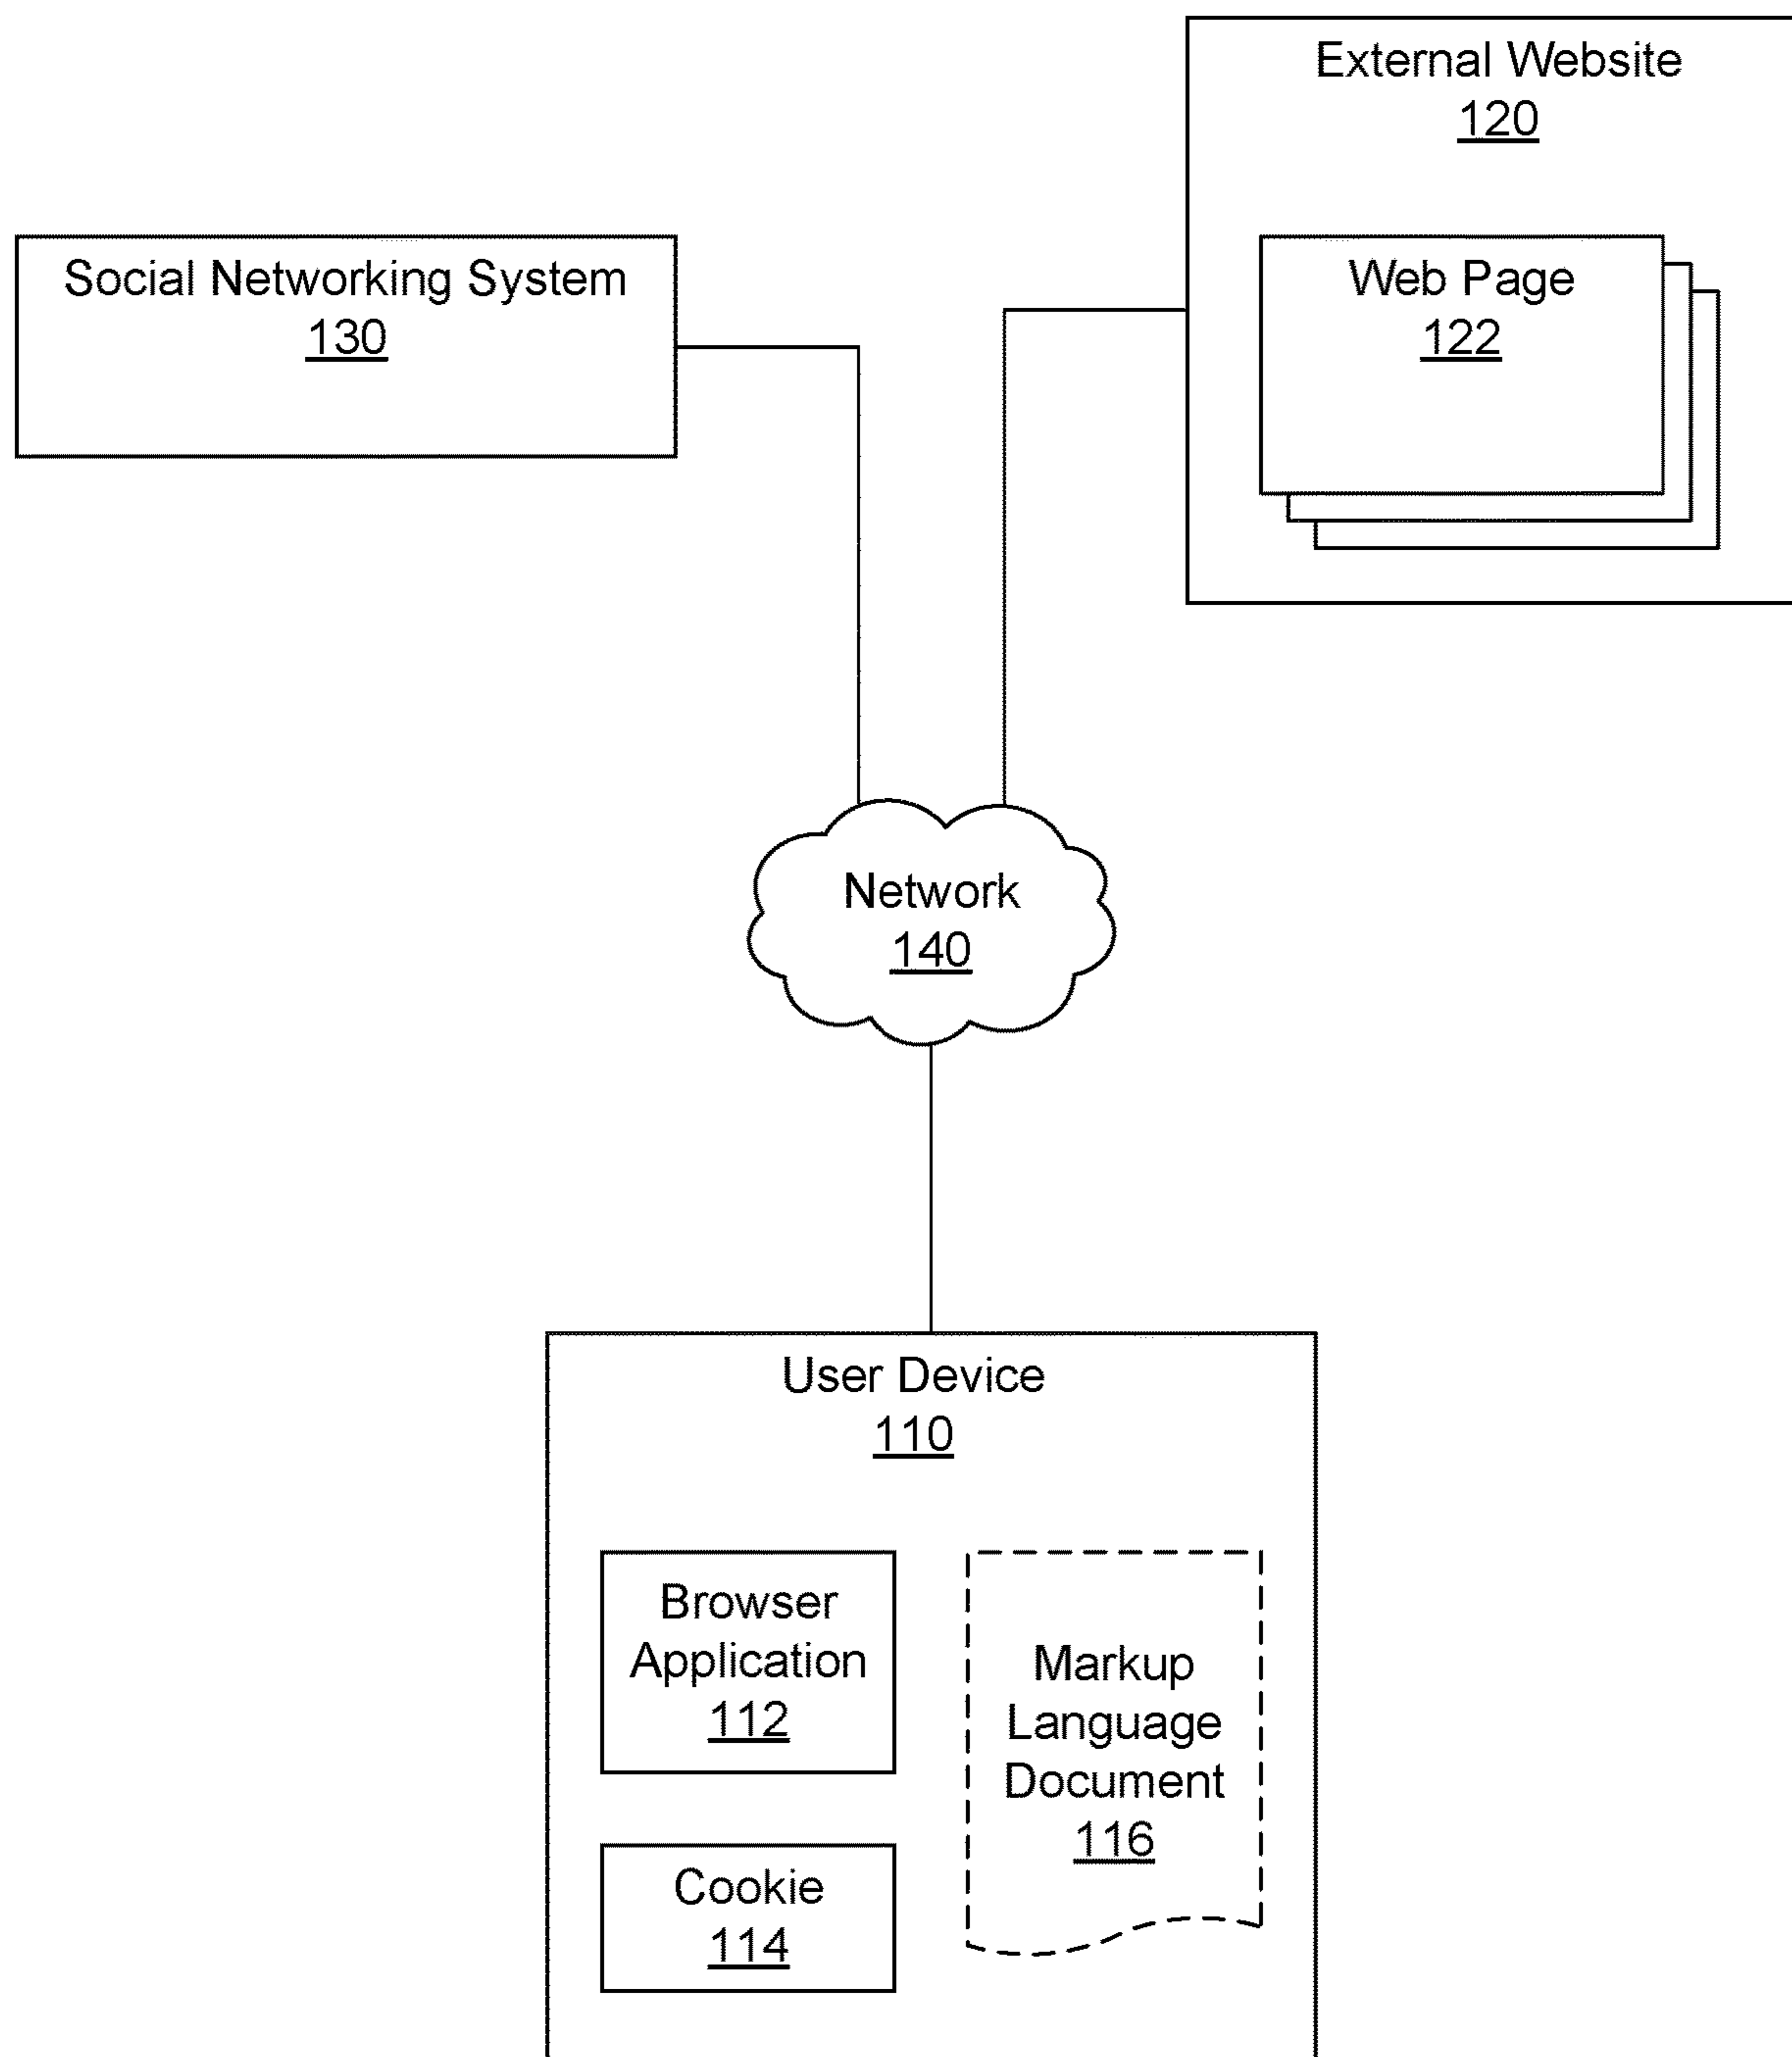 External Website
120
Social Networking System
130
Web Page
122
Network
140
User Device
110
Browser
Application
112
Markup
Language
Document
116
Cookie
114